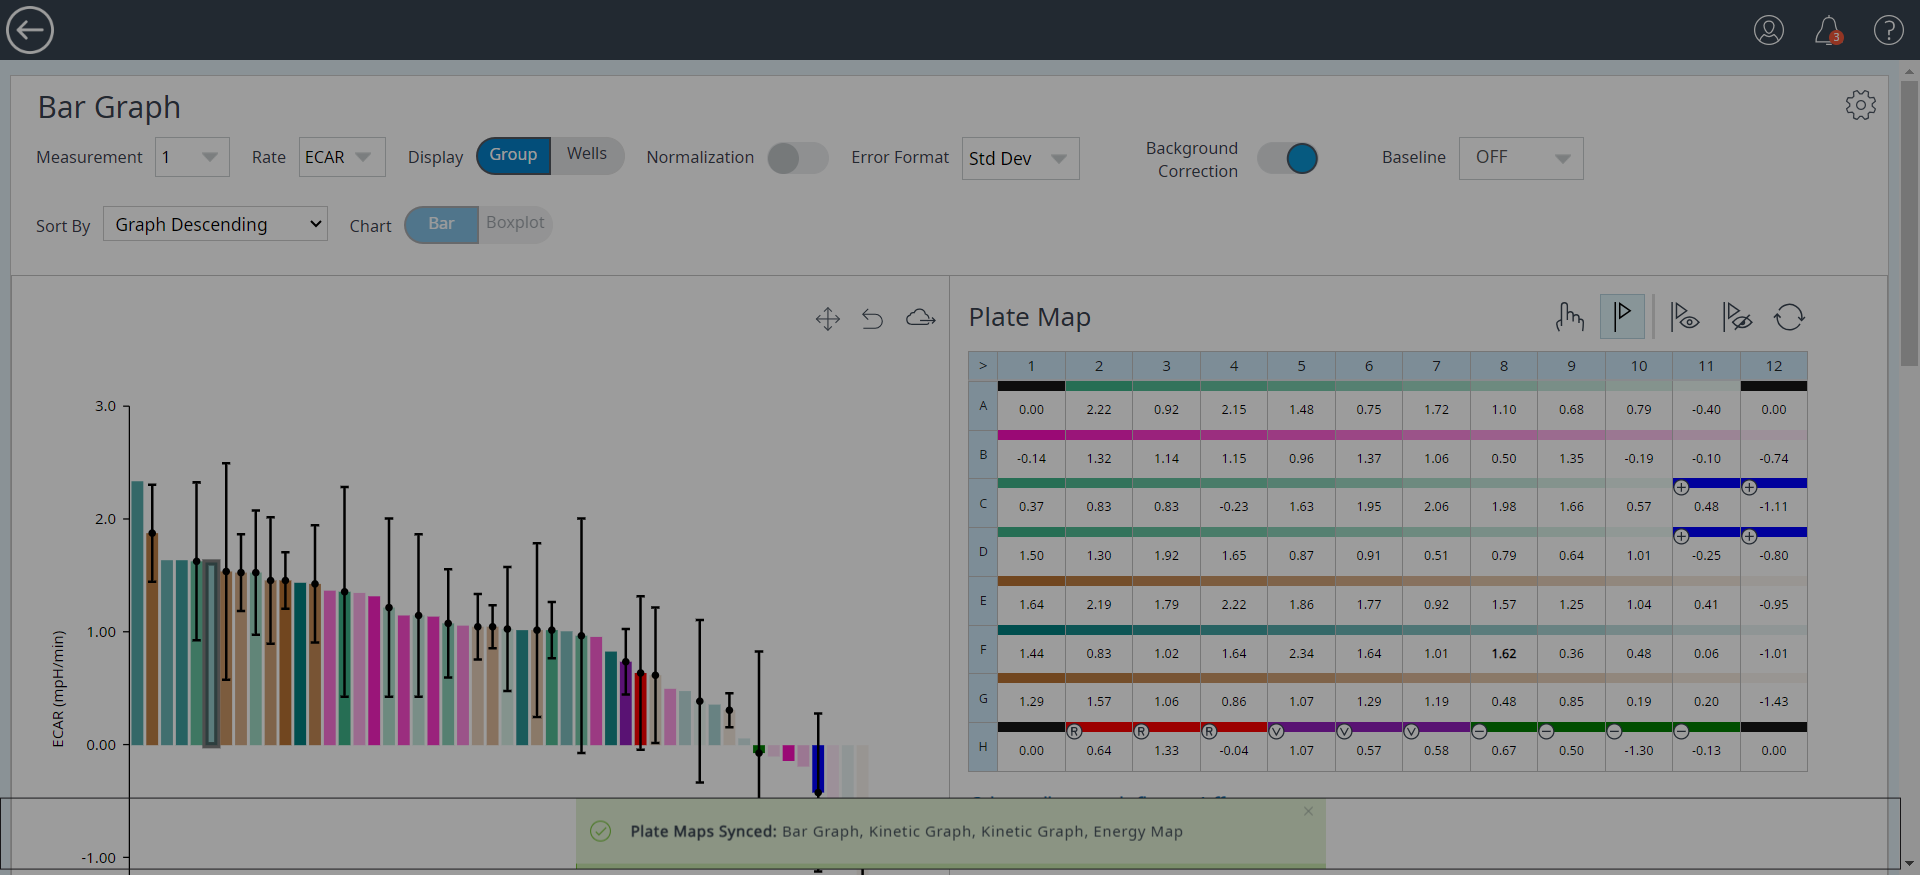 3
Bar Graph
Measurement 1 Rate ECAR Display Group Wells Normalization Error Format Std Dev Background Correction Baseline OFF
Sort By Graph Descending Chart Bar Boxplot
Plate Map
> 1 2 3 4 5 6 7 8 9 10 11 12
A 0.00 2.22 0.92 2.15 1.48 0.75 1.72 1.10 0.68 0.79 -0.40 0.00
B -0.14 1.32 1.14 1.15 0.96 1.37 1.06 0.50 1.35 -0.19 -0.10 -0.74
C 0.37 0.83 0.83 -0.23 1.63 1.95 2.06 1.98 1.66 0.57 0.48 -1.11
D 1.50 1.30 1.92 1.65 0.87 0.91 0.51 0.79 0.64 1.01 -0.25 -0.80
E 1.64 2.19 1.79 2.22 1.86 1.77 0.92 1.57 1.25 1.04 0.41 -0.95
F 1.44 0.83 1.02 1.64 2.34 1.64 1.01 1.62 0.36 0.48 0.06 -1.01
G 1.29 1.57 1.06 0.86 1.07 1.29 1.19 0.48 0.85 0.19 0.20 -1.43
R R R V V V
H 0.00 0.64 1.33 -0.04 1.07 0.57 0.58 0.67 0.50 -1.30 -0.13 0.00
3.0
2.0
1.00
0.00
-1.00
ECAR (mpH/min)
Plate Maps Synced: Bar Graph, Kinetic Graph, Kinetic Graph, Energy Map